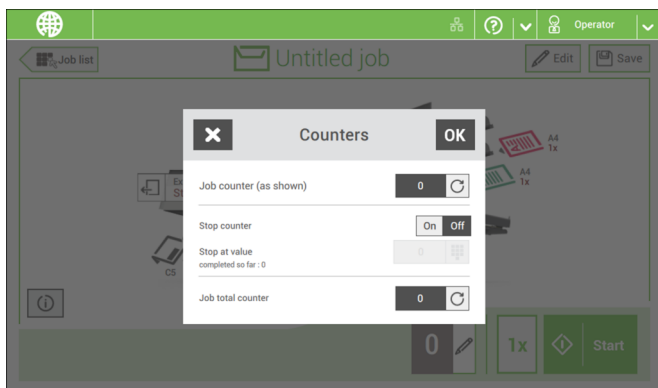 Operator
Job list
Untitled job
Edit
Save
Counters
OK
A4
1x
A4
1x
Job counter (as shown)
0
Stop counter
On Off
Stop at value
0
completed so far : 0
C5
Job total counter
0
0
1x
Start